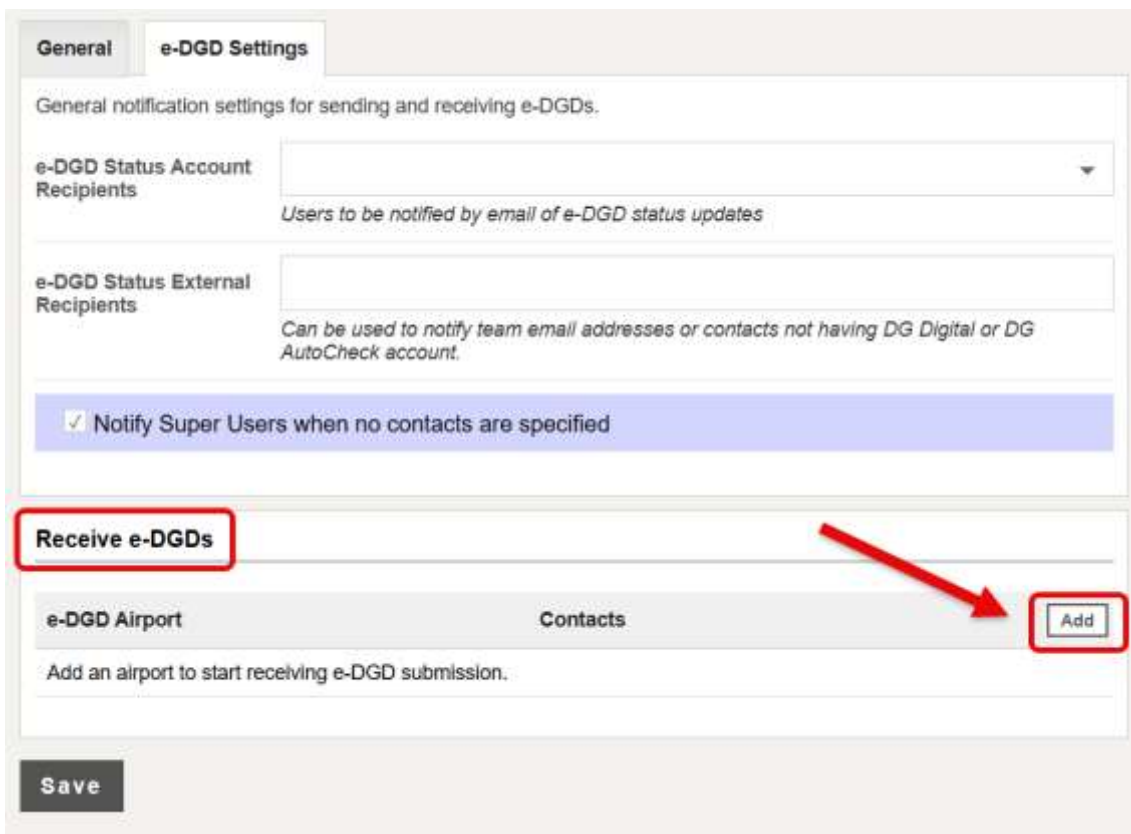 General e-DGD Settings
General notification settings for sending and receiving e-DGDs.
e-DGD Status Account
Recipients
Users to be notified by email of e-DGD status updates
e-DGD Status External
Recipients
Can be used to notify team email addresses or contacts not having DG Digital or DG
AutoCheck account.
Notify Super Users when no contacts are specified
Receive e-DGDs
e-DGD Airport Contacts Add
Add an airport to start receiving e-DGD submission.
Save